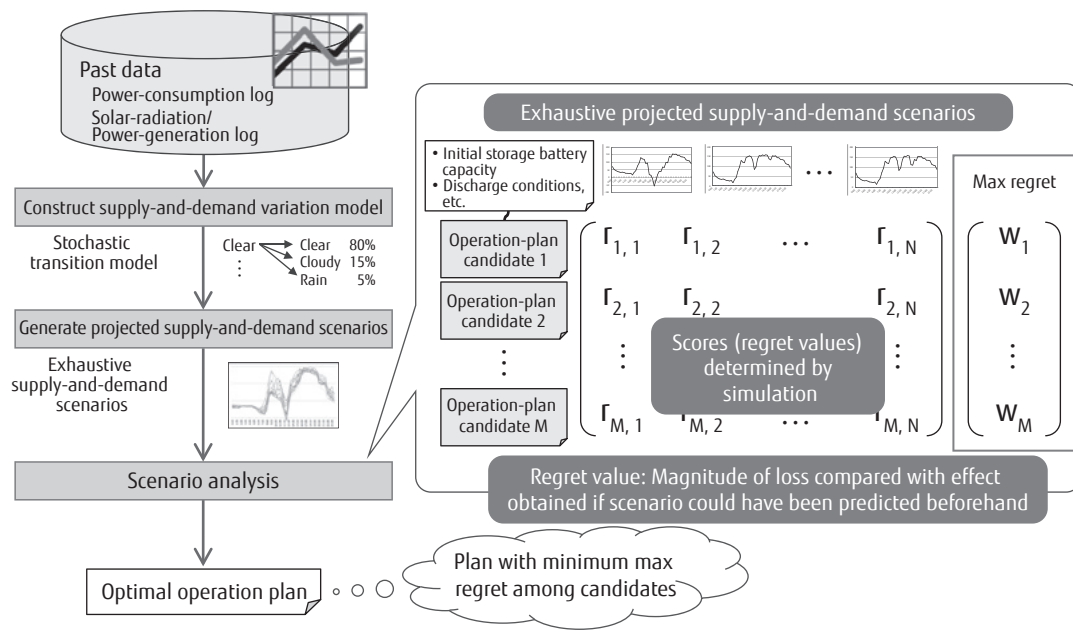 Past data
Power-consumption log
Solar-radiation/
Power-generation log
Construct supply-and-demand variation model
Stochastic
transition model
Clear
Clear 80%
Cloudy 15%
Rain 5%
Generate projected supply-and-demand scenarios
Exhaustive
supply-and-demand
scenarios
Scenario analysis
Optimal operation plan
Plan with minimum max
regret among candidates
Exhaustive projected supply-and-demand scenarios
• Initial storage battery
capacity
• Discharge conditions,
etc.
Max regret
Operation-plan
candidate 1
r1, 1 r1, 2 … r1, N
W1
Operation-plan
candidate 2
r2, 1 r2, 2 r2, N
W2
Scores (regret values)
determined by
simulation
Operation-plan
candidate M
rM, 1 rM, 2 … rM, N
WM
Regret value: Magnitude of loss compared with effect
obtained if scenario could have been predicted beforehand